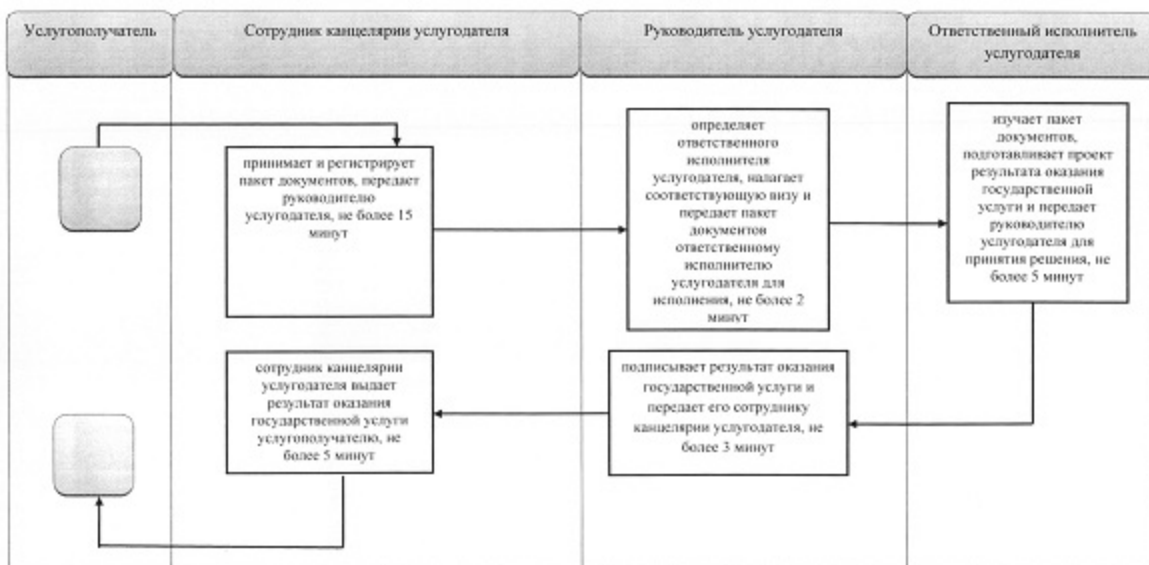 Услугополучатель
Сотрудник канцелярии услугодателя
Руководитель услугодателя
Ответственный исполнитель
услугодателя
принимает и регистрирует
пакет документов, передает
руководителю
услугодателя, не более 15
минут
определяет
ответственного
исполнителя
услугодателя, налагает
соответствующую визу и
передает пакет
документов
ответственному
исполнителю
услугодателя для
исполнения, не более 2
минут
изучает пакет
документов,
подготавливает проект
результата оказания
государственной
услуги и передает
руководителю
услугодателя для
принятия решения, не
более 5 минут
подписывает результат оказания
государственной услуги и
передает его сотруднику
канцелярии услугодателя, не
более 3 минут
сотрудник канцелярии
услугодателя выдает
результат оказания
государственной услуги
услугополучателю, не
более 5 минут